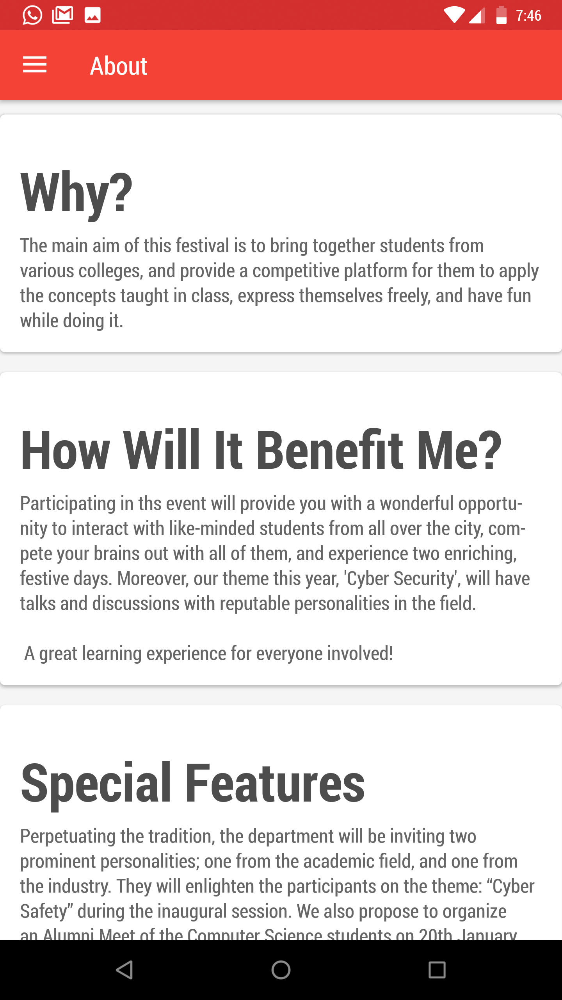 7:46
About
Why?
The main aim of this festival is to bring together students from
various colleges, and provide a competitive platform for them to apply
the concepts taught in class, express themselves freely, and have fun
while doing it.
How Will It Benefit Me?
Participating in ths event will provide you with a wonderful opportu-
nity to interact with like-minded students from all over the city, com-
pete your brains out with all of them, and experience two enriching,
festive days. Moreover, our theme this year, 'Cyber Security', will have
talks and discussions with reputable personalities in the field.
A great learning experience for everyone involved!
Special Features
Perpetuating the tradition, the department will be inviting two
prominent personalities; one from the academic field, and one from
the industry. They will enlighten the participants on the theme: “Cyber
Safety” during the inaugural session. We also propose to organize
an Alumni Meet of the Computer Science students on 20th January